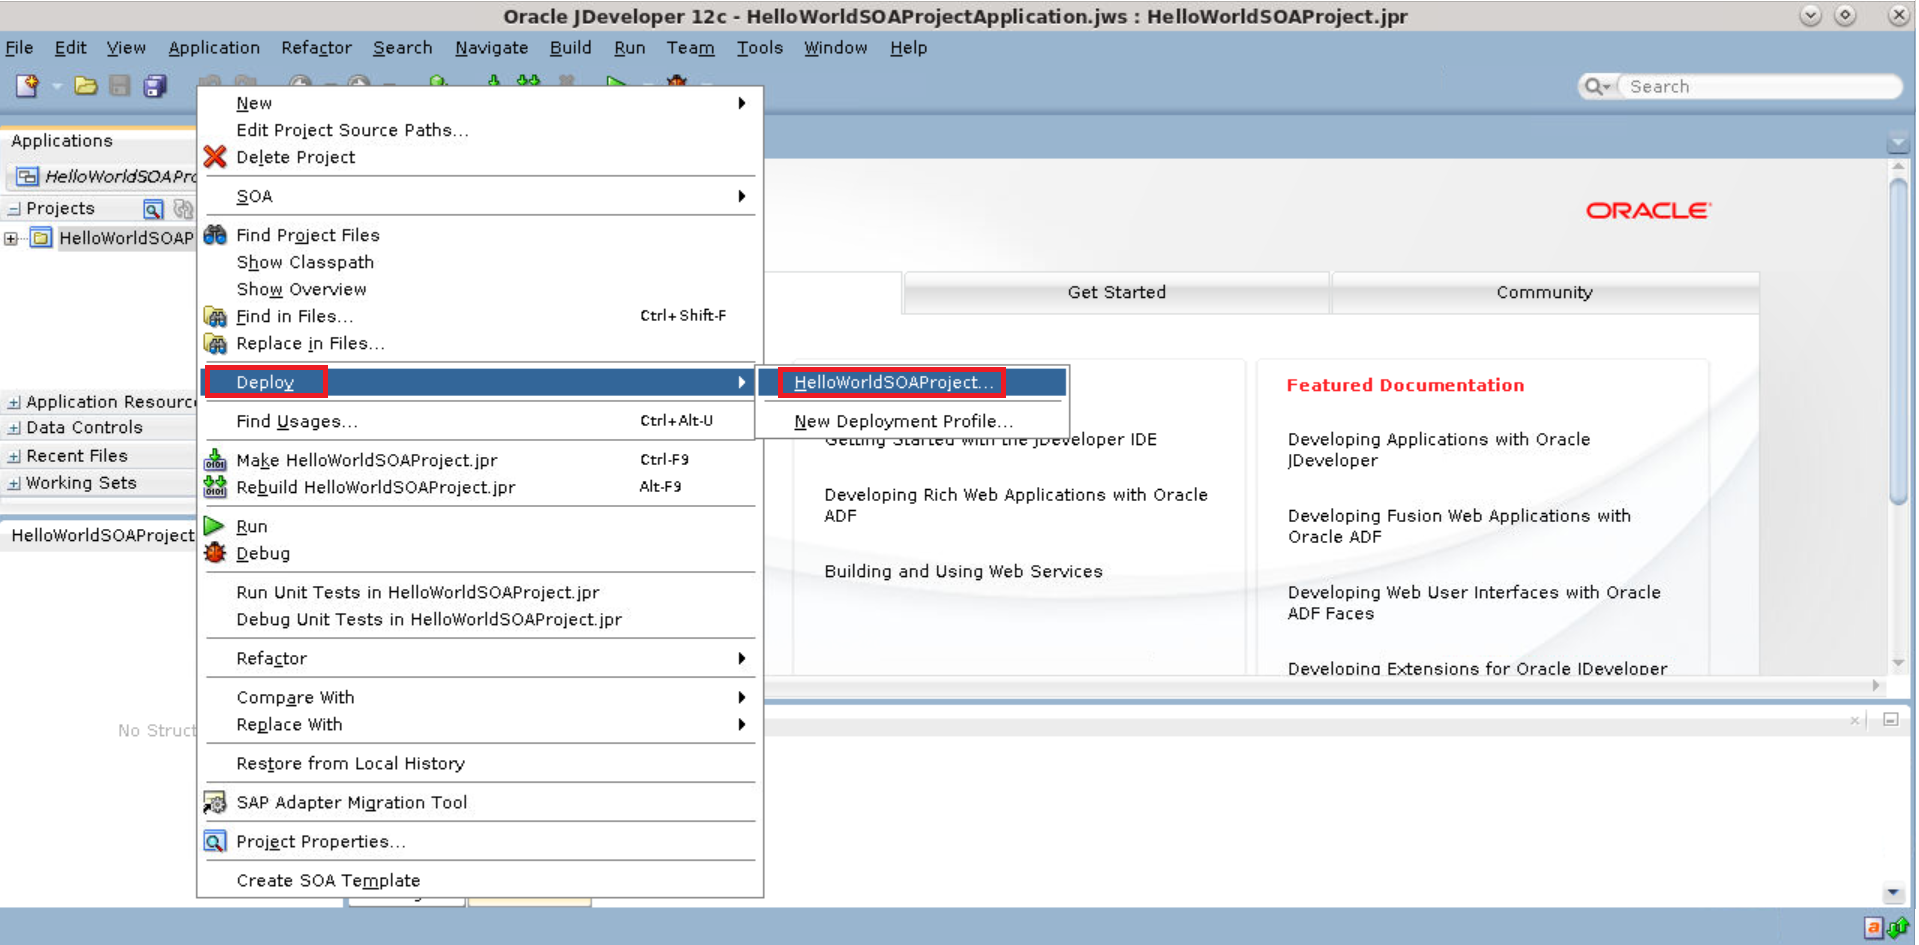 Oracle JDeveloper 12c - HelloWorldSOAProjectApplication.jws : HelloWorldSOAProject.jpr
File Edit View Application Refactor Search Navigate Build Run Team Tools Window Help
Search
Applications
HelloWorldSOAPro
Projects
HelloWorldSOAP
Application Resourc
Data Controls
Recent Files
Working Sets
HelloWorldSOAProject
No Struct
New
Edit Project Source Paths...
Delete Project
SOA
Find Project Files
Show Classpath
Show Overview
Find in Files... Ctrl+Shift-F
Replace in Files...
Deploy
Find Usages... Ctrl+Alt-U
Make HelloWorldSOAProject.jpr Ctrl-F9
Rebuild HelloWorldSOAProject.jpr Alt-F9
Run
Debug
Run Unit Tests in HelloWorldSOAProject.jpr
Debug Unit Tests in HelloWorldSOAProject.jpr
Refactor
Compare With
Replace With
Restore from Local History
SAP Adapter Migration Tool
Project Properties...
Create SOA Template
HelloWorldSOAProject...
New Deployment Profile...
ORACLE
Get Started
Community
Getting Started with the JDeveloper IDE
Developing Rich Web Applications with Oracle
ADF
Building and Using Web Services
Featured Documentation
Developing Applications with Oracle
JDeveloper
Developing Fusion Web Applications with
Oracle ADF
Developing Web User Interfaces with Oracle
ADF Faces
Developing Extensions for Oracle JDeveloper